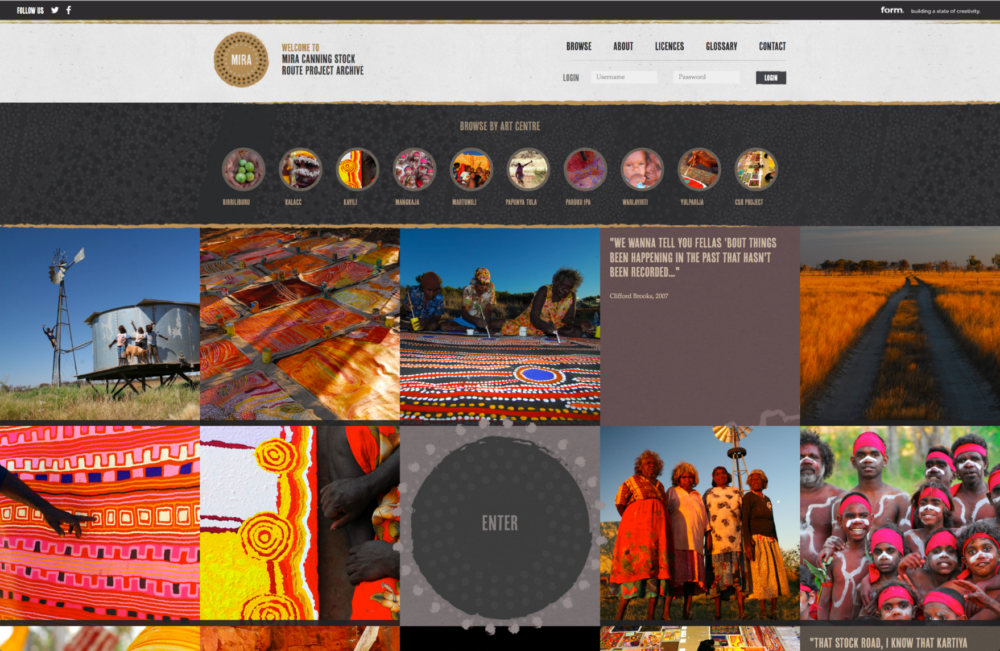 FOLLOW US
form. building a state of creativity.
MIRA
WELCOME TO
MIRA CANNING STOCK
ROUTE PROJECT ARCHIVE
BROWSE ABOUT LICENCES GLOSSARY CONTACT
LOGIN Username Password LOGIN
BROWSE BY ART CENTRE
BIRRILIBURU KALACC KAYILI MANGKAJA MARTUMILI PAPUNYA TULA PARUKU IPA WARLAYIRTI YULPARIJA CSR PROJECT
"WE WANNA TELL YOU FELLAS 'BOUT THINGS
BEEN HAPPENING IN THE PAST THAT HASN'T
BEEN RECORDED..."
Clifford Brooks, 2007
ENTER
"THAT STOCK ROAD, I KNOW THAT KARTIYA